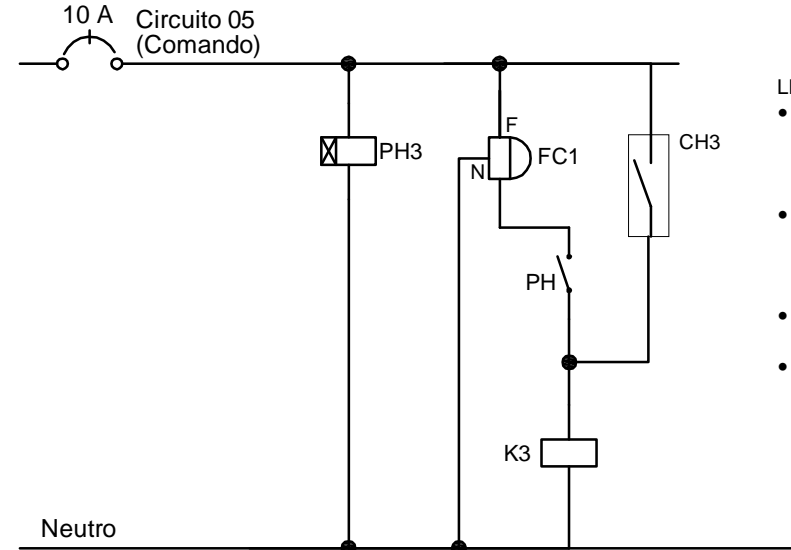 10 A
Circuito 05
(Comando)
F
PH3
N
FC1
CH3
PH
K3
Neutro